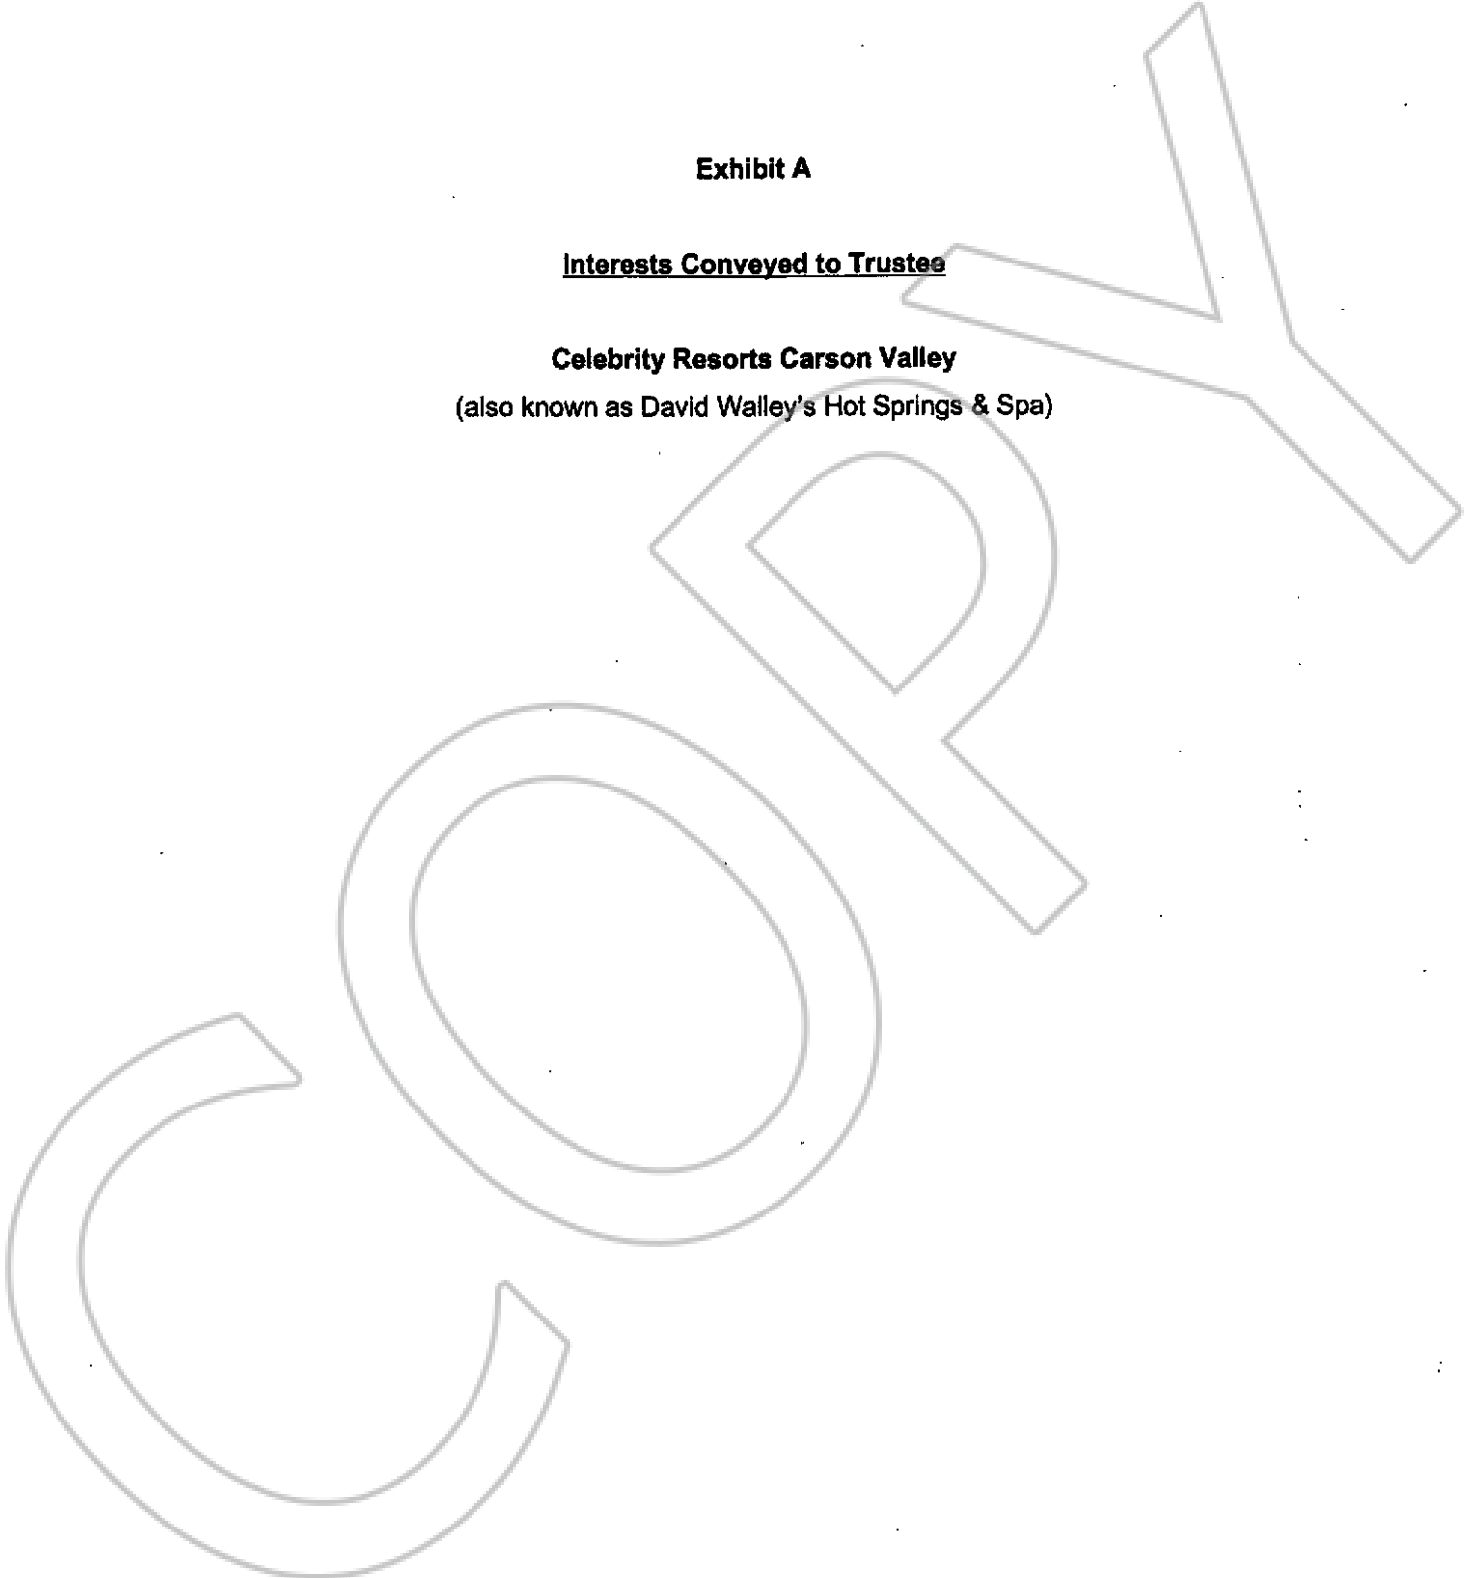 Exhibit A
Interests Conveyed to Trustee
Celebrity Resorts Carson Valley
(also known as David Walley's Hot Springs & Spa)
COPY